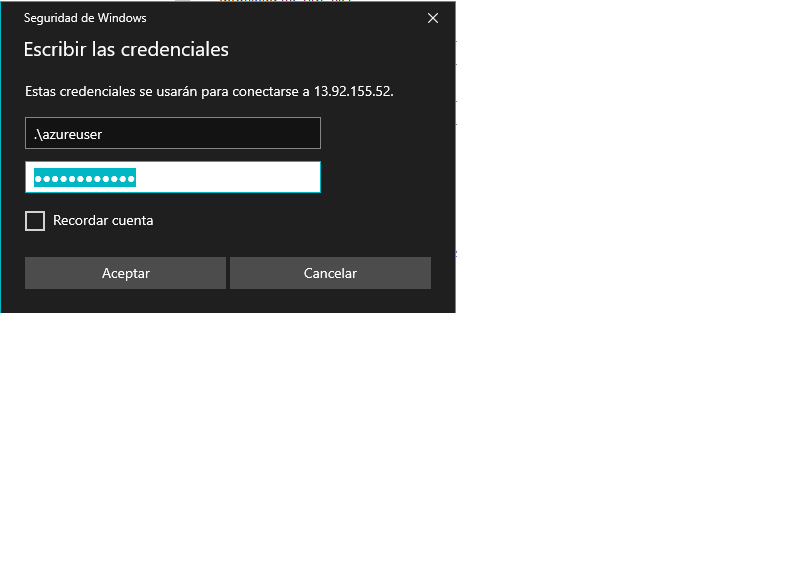 Seguridad de Windows
Escribir las credenciales
Estas credenciales se usarán para conectarse a 13.92.155.52.
.\azureuser
●●●●●●●●●●●●
Recordar cuenta
Aceptar
Cancelar